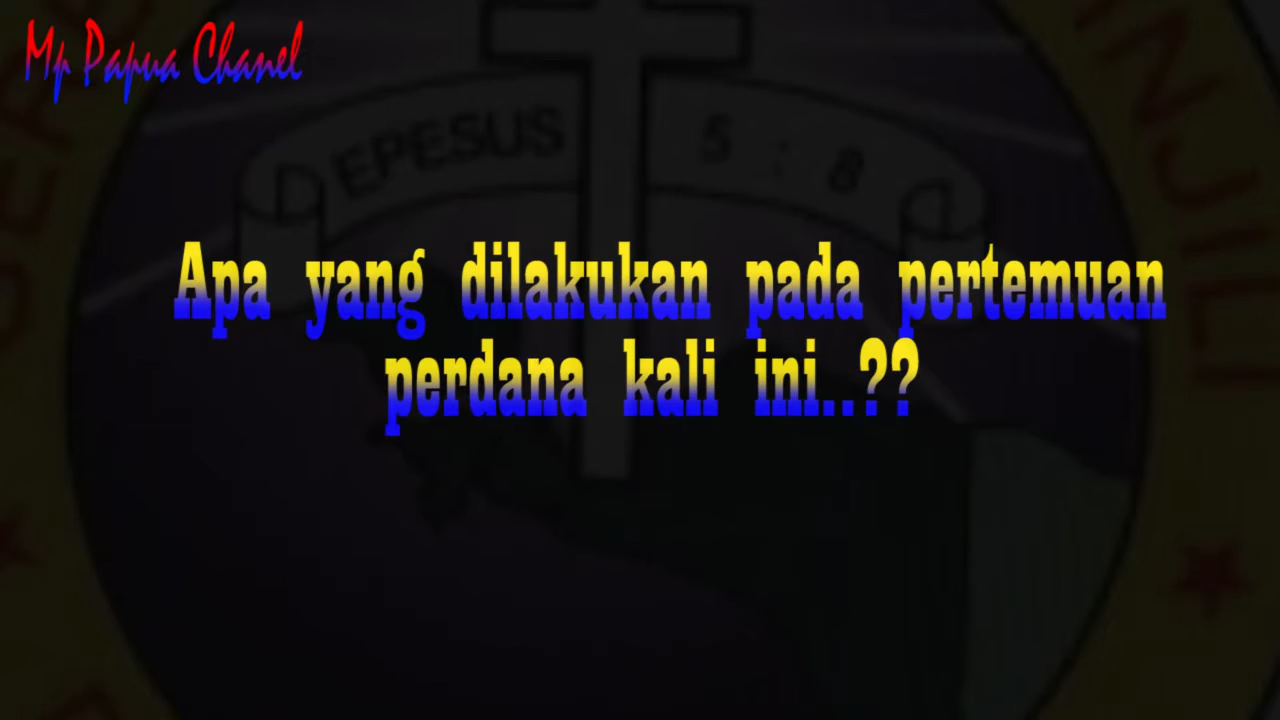 Mp Papua Chanel
EPESUS 5 : 8
Apa yang dilakukan pada pertemuan
perdana kali ini..??